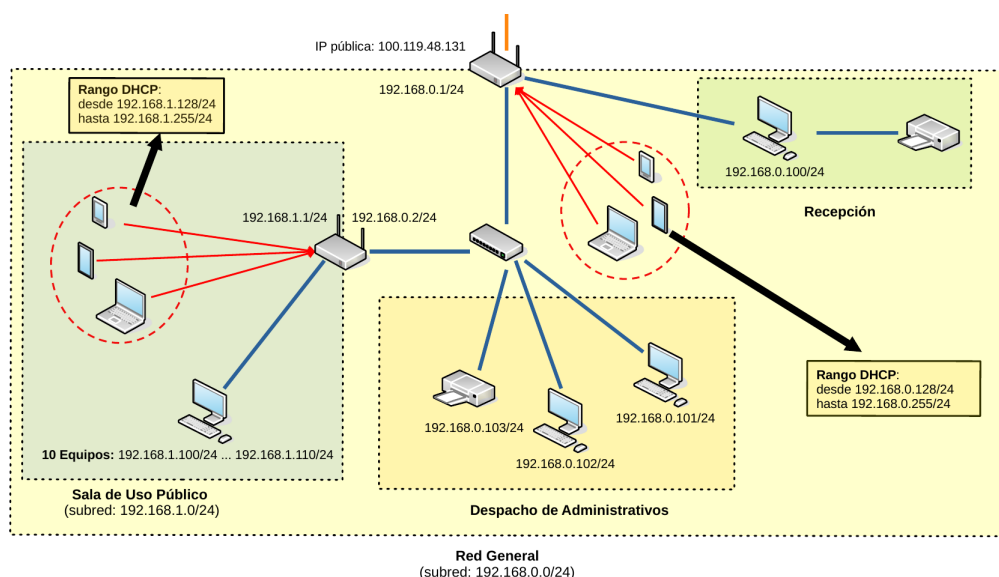 IP pública: 100.119.48.131
192.168.0.1/24
Rango DHCP:
desde 192.168.1.128/24
hasta 192.168.1.255/24
192.168.0.100/24
Recepción
192.168.1.1/24
192.168.0.2/24
Rango DHCP:
desde 192.168.0.128/24
hasta 192.168.0.255/24
192.168.0.103/24
192.168.0.101/24
192.168.0.102/24
10 Equipos: 192.168.1.100/24 ... 192.168.1.110/24
Sala de Uso Público
(subred: 192.168.1.0/24)
Despacho de Administrativos
Red General
(subred: 192.168.0.0/24)